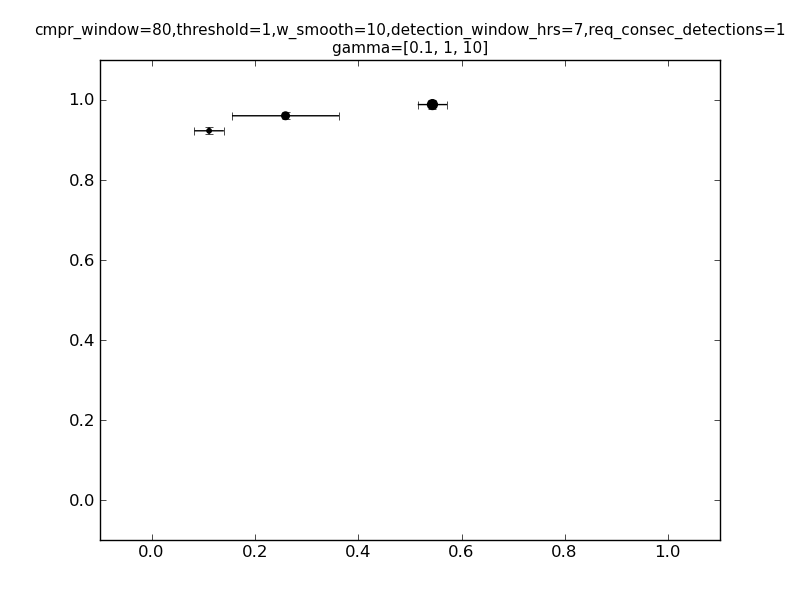 cmpr_window=80,threshold=1,w_smooth=10,detection_window_hrs=7,req_consec_detections=1
gamma=[0.1, 1, 10]
1.0
0.8
0.6
0.4
0.2
0.0
0.0 0.2 0.4 0.6 0.8 1.0